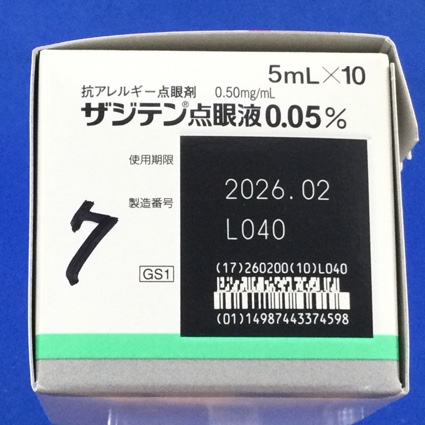 5mL×10
抗アレルギー点眼剤 0.50mg/mL
ザジテン®点眼液0.05%
使用期限 2026.02
製造番号 L040
7
GS1
(17)260200(10)L040
(01)14987443374598